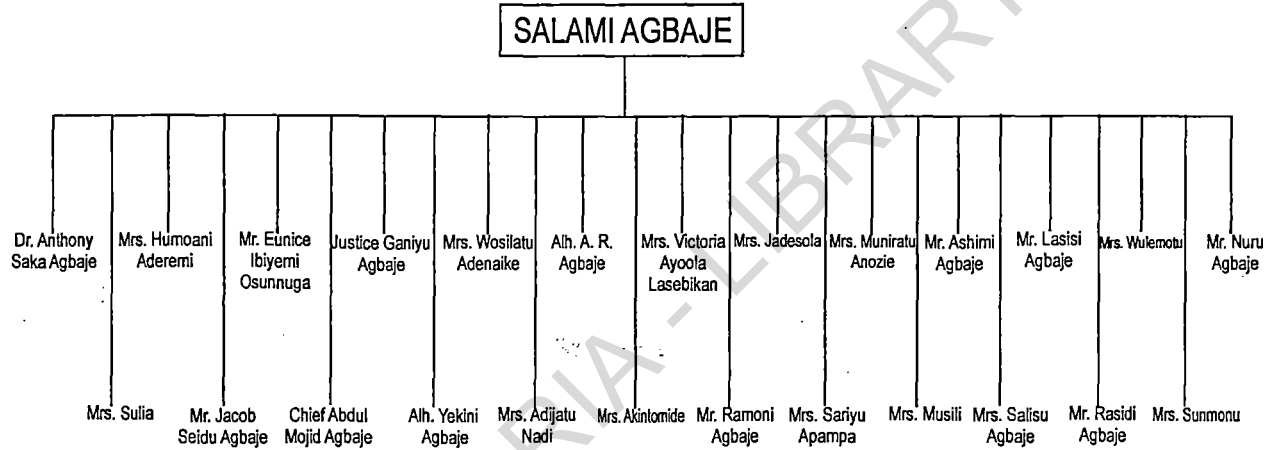 SALAMI AGBAJE
Dr. Anthony
Saka Agbaje
Mrs. Humoani
Aderemi
Mr. Eunice
Ibiyemi
Osunnuga
Justice Ganiyu
Agbaje
Mrs. Wosilatu
Adenaike
Alh. A. R.
Agbaje
Mrs. Victoria
Ayoola
Lasebikan
Mrs. Jadesola
Mrs. Muniratu
Anozie
Mr. Ashimi
Agbaje
Mr. Lasisi
Agbaje
Mrs. Wulemotu
Mr. Nuru
Agbaje
Mrs. Sulia
Mr. Jacob
Seidu Agbaje
Chief Abdul
Mojid Agbaje
Alh. Yekini
Agbaje
Mrs. Adijatu
Nadi
Mrs. Akintomide
Mr. Ramoni
Agbaje
Mrs. Sariyu
Apampa
Mrs. Musili
Mrs. Salisu
Agbaje
Mr. Rasidi
Agbaje
Mrs. Sunmonu
RIA - LIBRAR